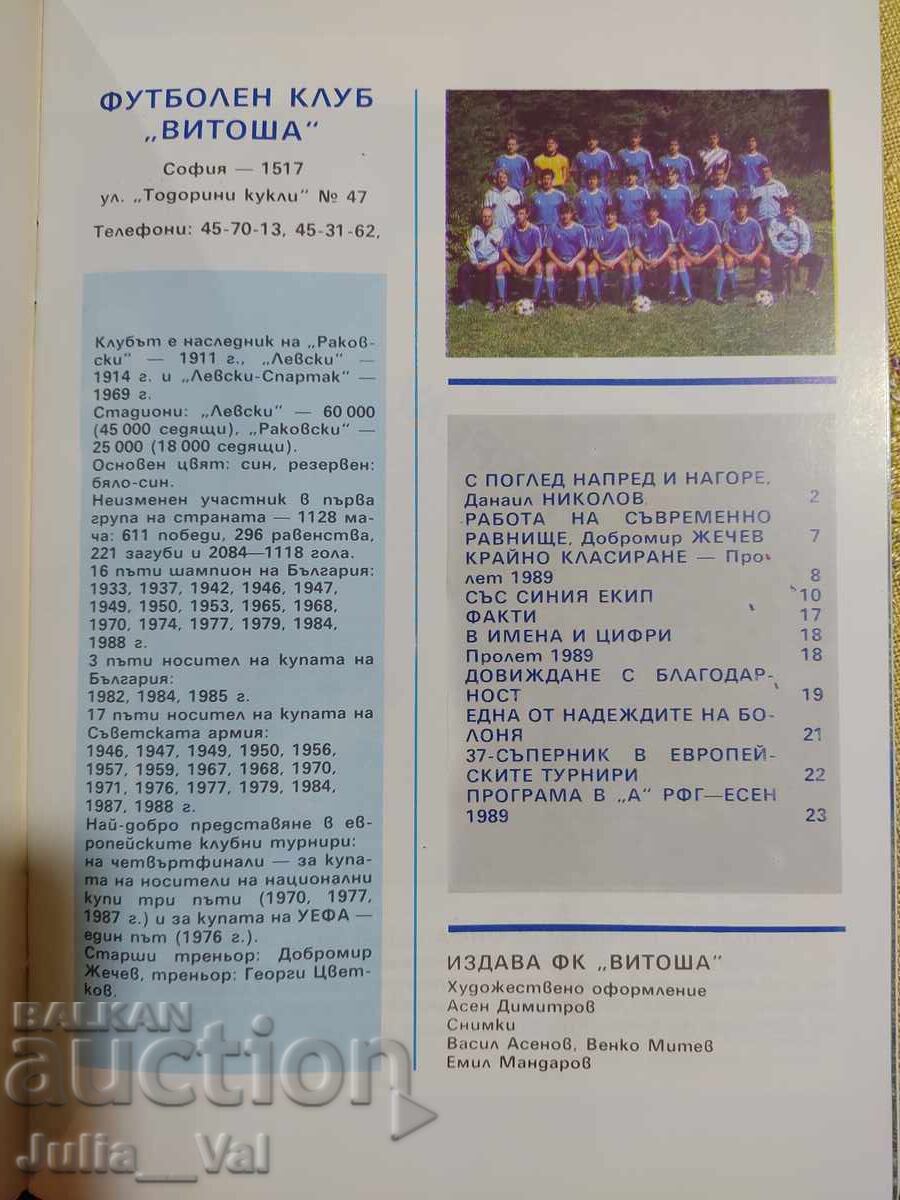 ФУТБОЛЕН КЛУБ
„ВИТОША“
София — 1517
ул. „Тодорини кукли“ № 47
Телефони: 45-70-13, 45-31-62,
Клубът е наследник на „Раков-
ски“ — 1911 г., „Левски“ —
1914 г. и „Левски-Спартак“ —
1969 г.
Стадиони: „Левски“ — 60 000
(45 000 седящи), „Раковски“ —
25 000 (18 000 седящи).
Основен цвят: син, резервен:
бяло-син.
Неизменен участник в първа
група на страната — 1128 ма-
ча: 611 победи, 296 равенства,
221 загуби и 2084—1118 гола.
16 пъти шампион на България:
1933, 1937, 1942, 1946, 1947,
1949, 1950, 1953, 1965, 1968,
1970, 1974, 1977, 1979, 1984,
1988 г.
3 пъти носител на купата на
България:
1982, 1984, 1985 г.
17 пъти носител на купата на
Съветската армия:
1946, 1947, 1949, 1950, 1956,
1957, 1959, 1967, 1968, 1970,
1971, 1976, 1977, 1979, 1984,
1987, 1988 г.
Най-добро представяне в ев-
ропейските клубни турнири:
на четвъртфинали — за купа-
та на носители на национални
купи три пъти (1970, 1977,
1987 г.) и за купата на УЕФА —
един път (1976 г.).
Старши треньор: Добромир
Жечев, треньор: Георги Цвет-
ков.
С ПОГЛЕД НАПРЕД И НАГОРЕ,
Данаил НИКОЛОВ 2
РАБОТА НА СЪВРЕМЕННО
РАВНИЩЕ, Добромир ЖЕЧЕВ 7
КРАЙНО КЛАСИРАНЕ — Про-
лет 1989 8
СЪС СИНИЯ ЕКИП 10
ФАКТИ 17
В ИМЕНА И ЦИФРИ 18
Пролет 1989 18
ДОВИЖДАНЕ С БЛАГОДАР-
НОСТ 19
ЕДНА ОТ НАДЕЖДИТЕ НА БО-
ЛОНЯ 21
37-СЪПЕРНИК В ЕВРОПЕЙ-
СКИТЕ ТУРНИРИ 22
ПРОГРАМА В „А“ РФГ—ЕСЕН
1989 23
ИЗДАВА ФК „ВИТОША“
Художествено оформление
Асен Димитров
Снимки
Васил Асенов, Венко Митев
Емил Мандаров
BALKAN
auction
Julia__Val